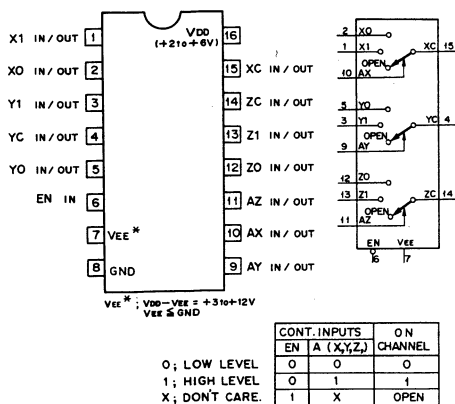 X1 IN/OUT 1
X0 IN/OUT 2
Y1 IN/OUT 3
YC IN/OUT 4
Y0 IN/OUT 5
EN IN 6
7 VEE*
8 GND
VDD 16
(+2 to +6V)
15 XC IN/OUT
14 ZC IN/OUT
13 Z1 IN/OUT
12 Z0 IN/OUT
11 AZ IN/OUT
10 AX IN/OUT
9 AY IN/OUT
VEE* ; VDD-VEE = +3 to +12V
VEE ≦ GND
2 X0
1 X1 XC 15
OPEN
10 AX
5 Y0
3 Y1 YC 4
OPEN
9 AY
12 Z0
13 Z1 ZC 14
OPEN
11 AZ
EN VEE
6 7
CONT. INPUTS ON CHANNEL
EN A (X,Y,Z,)
0 ; LOW LEVEL 0 0 0
1 ; HIGH LEVEL 0 1 1
X ; DON'T CARE. 1 X OPEN